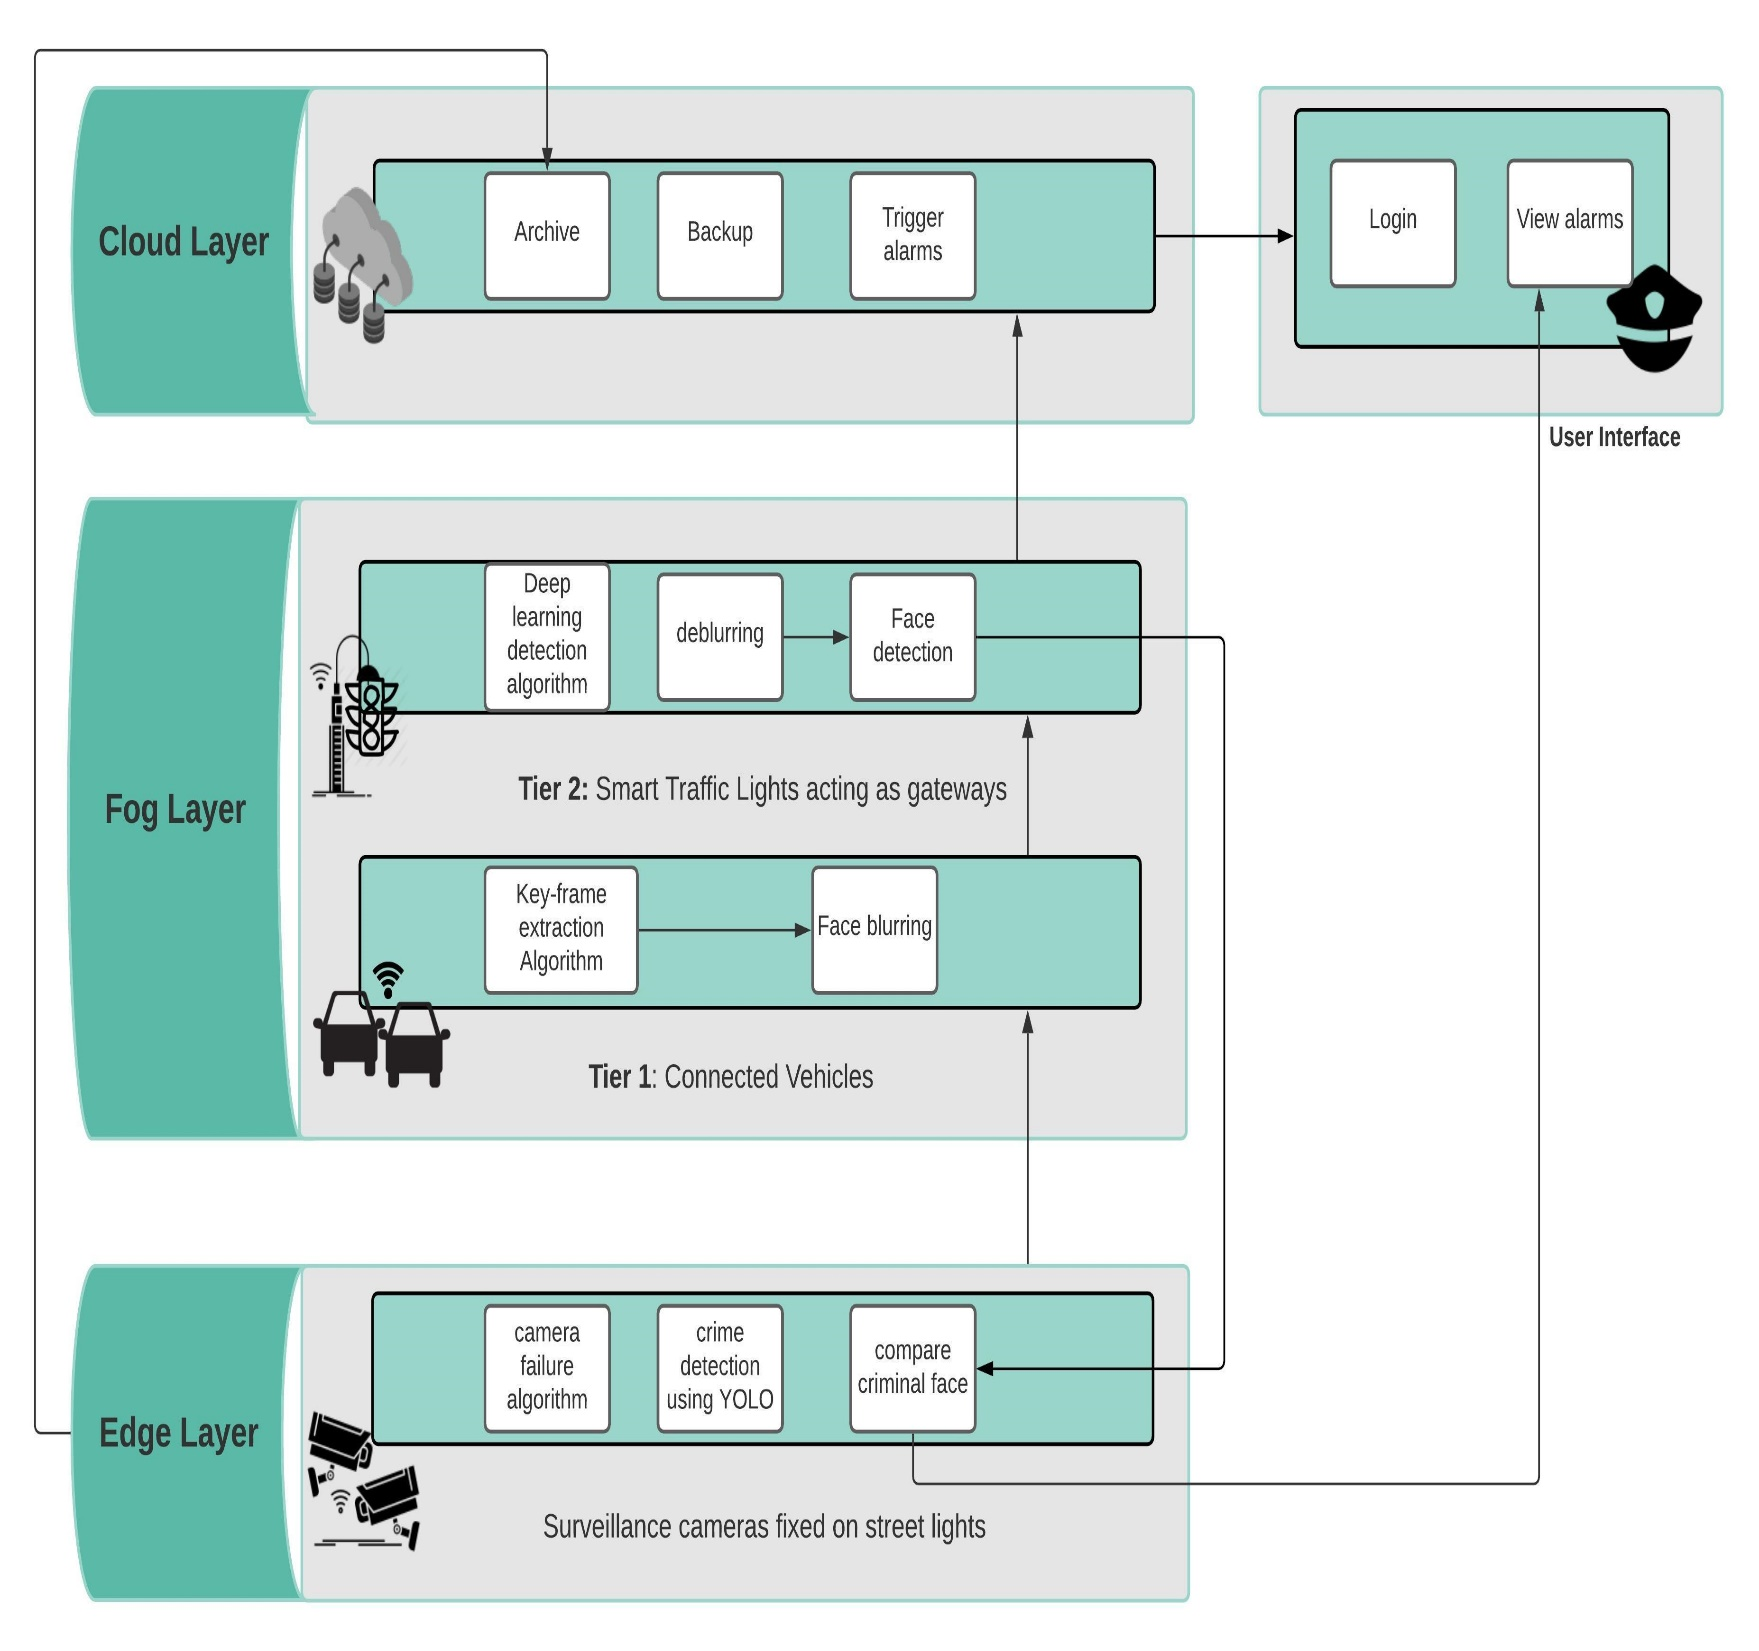 Cloud Layer
Archive
Backup
Trigger
alarms
Login
View alarms
User Interface
Fog Layer
Deep
learning
detection
algorithm
deblurring
Face
detection
Tier 2: Smart Traffic Lights acting as gateways
Key-frame
extraction
Algorithm
Face blurring
Tier 1: Connected Vehicles
Edge Layer
camera
failure
algorithm
crime
detection
using YOLO
compare
criminal face
Surveillance cameras fixed on street lights